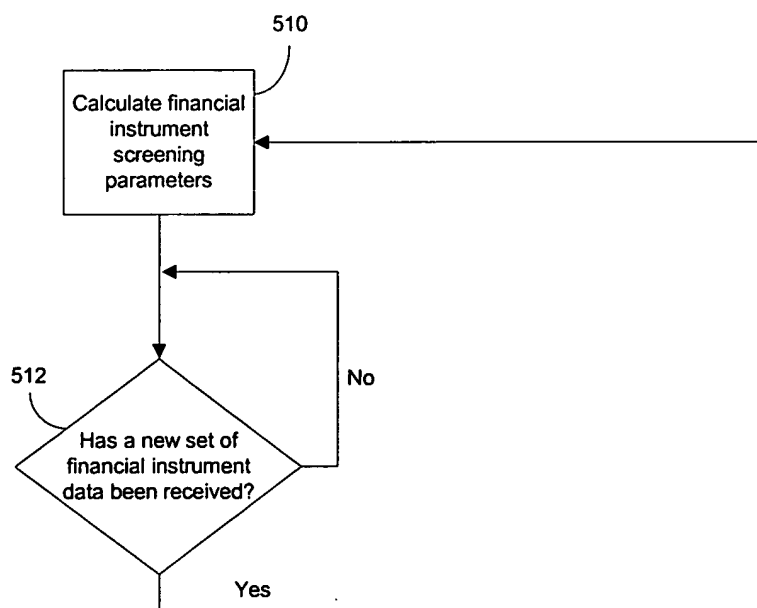 510
Calculate financial
instrument
screening
parameters
512
No
Has a new set of
financial instrument
data been received?
Yes